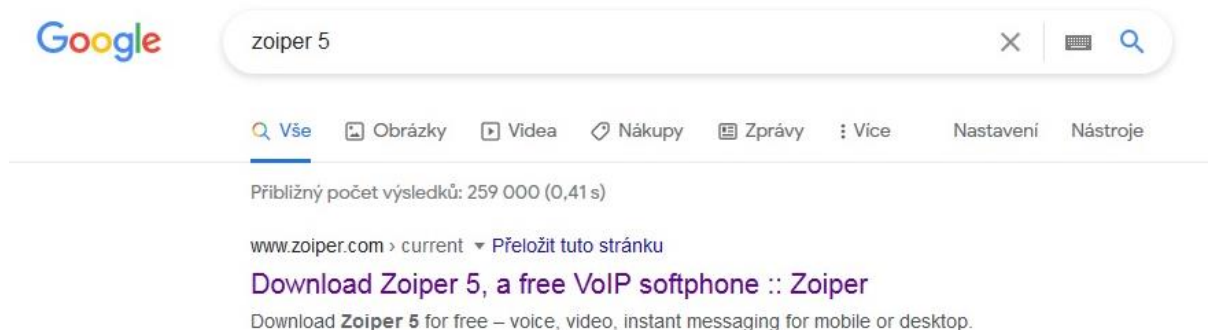 Google zoiper 5
Vše Obrázky Videa Nákupy Zprávy Více Nastavení Nástroje
Přibližný počet výsledků: 259 000 (0,41 s)
www.zoiper.com › current Přeložit tuto stránku
Download Zoiper 5, a free VoIP softphone :: Zoiper
Download Zoiper 5 for free – voice, video, instant messaging for mobile or desktop.